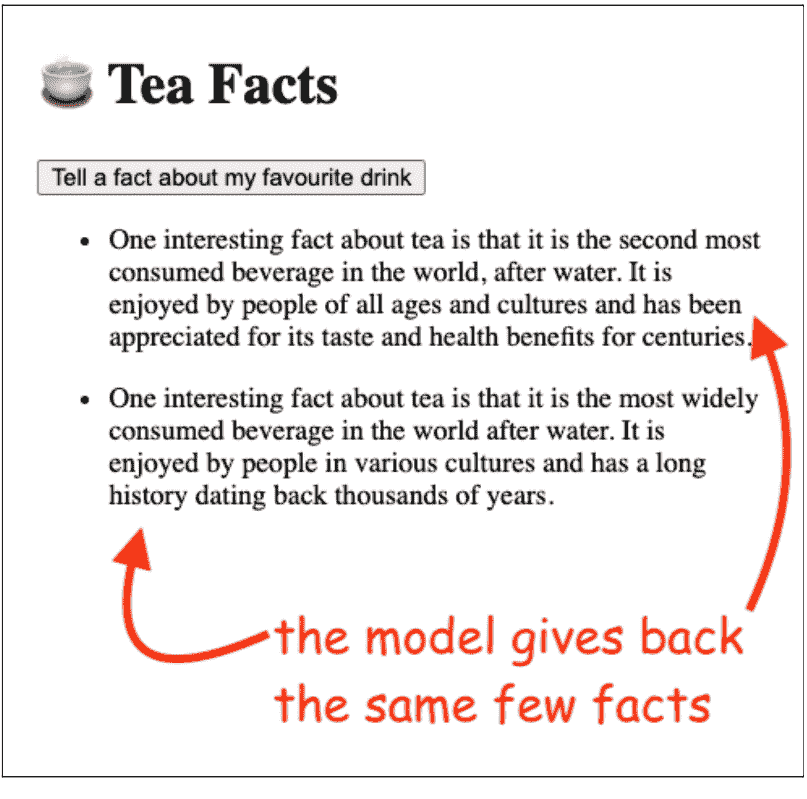 Tea Facts
Tell a fact about my favourite drink
• One interesting fact about tea is that it is the second most
consumed beverage in the world, after water. It is
enjoyed by people of all ages and cultures and has been
appreciated for its taste and health benefits for centuries.
• One interesting fact about tea is that it is the most widely
consumed beverage in the world after water. It is
enjoyed by people in various cultures and has a long
history dating back thousands of years.
the model gives back
the same few facts